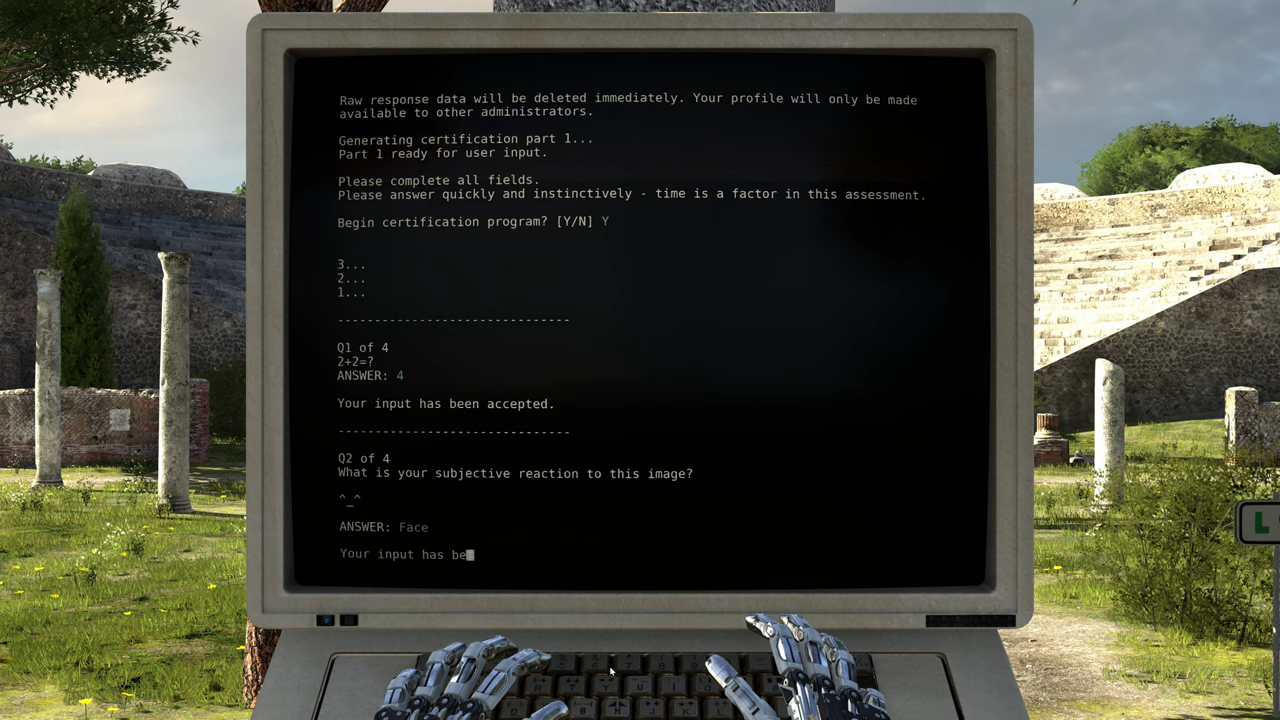 Raw response data will be deleted immediately. Your profile will only be made
available to other administrators.
Generating certification part 1...
Part 1 ready for user input.
Please complete all fields.
Please answer quickly and instinctively - time is a factor in this assessment.
Begin certification program? [Y/N] Y
3...
2...
1...
------------------------------
Q1 of 4
2+2=?
ANSWER: 4
Your input has been accepted.
------------------------------
Q2 of 4
What is your subjective reaction to this image?
^_^
ANSWER: Face
Your input has be
L